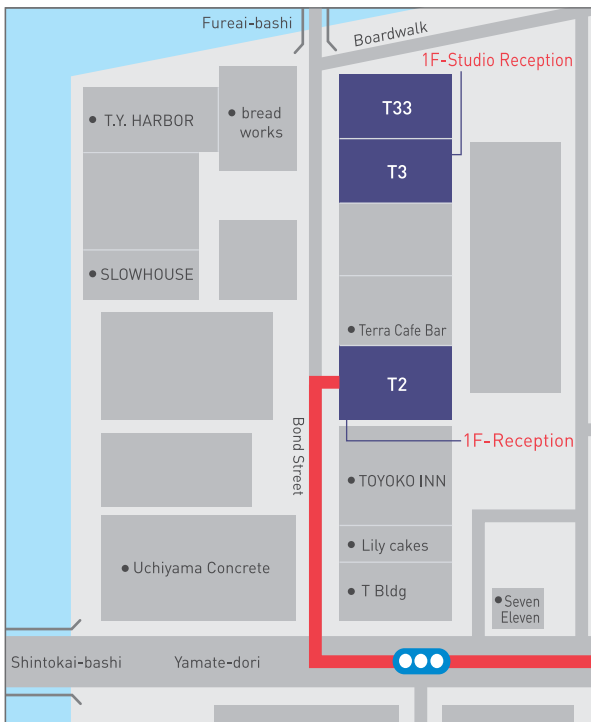 Fureai-bashi
Boardwalk
1F-Studio Reception
T33
T.Y. HARBOR
bread
works
T3
SLOWHOUSE
Terra Cafe Bar
T2
Bond Street
1F-Reception
TOYOKO INN
Lily cakes
Uchiyama Concrete
T Bldg
Seven
Eleven
Shintokai-bashi
Yamate-dori